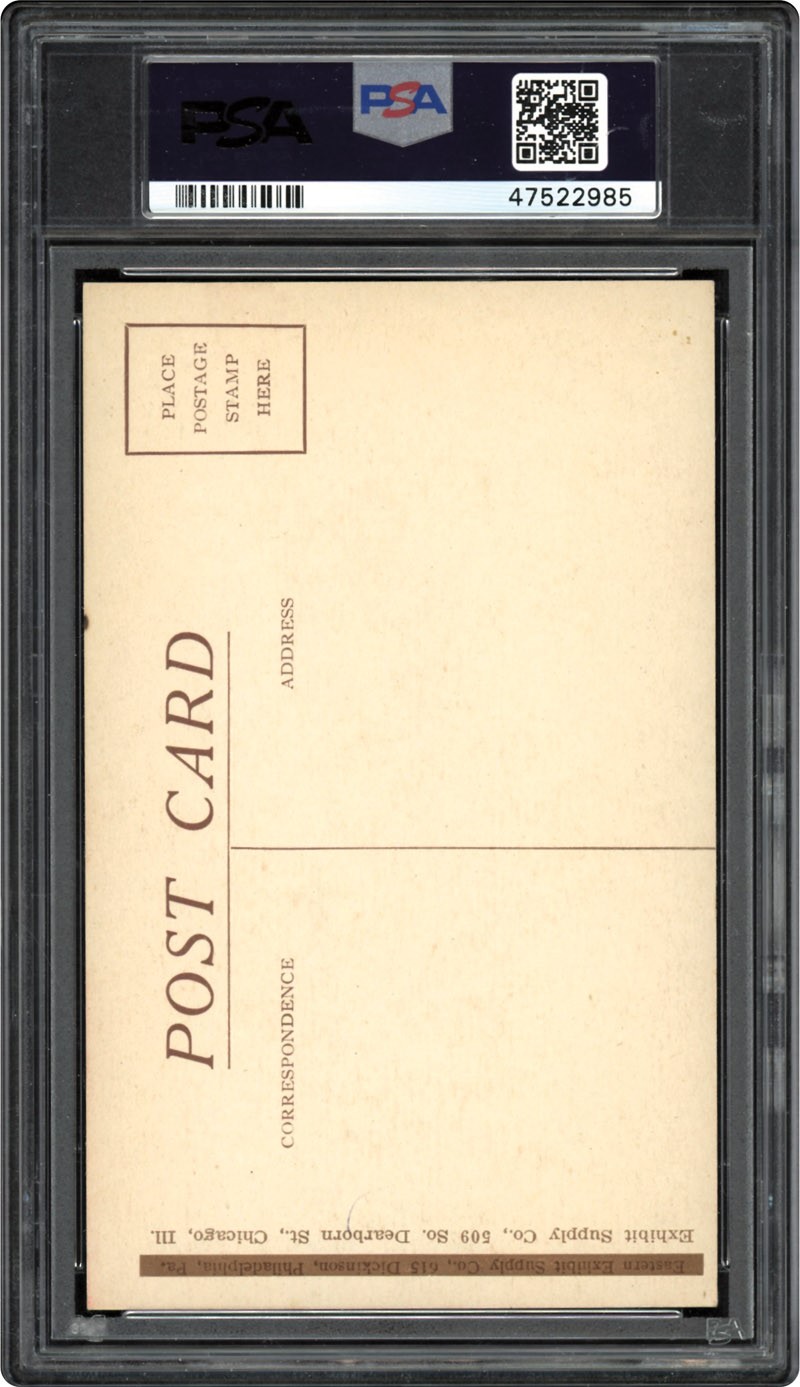 PSA
PSA
47522985
PLACE
POSTAGE
STAMP
HERE
POST CARD
ADDRESS
CORRESPONDENCE
Exhibit Supply Co., 509 So. Dearborn St., Chicago, Ill.
Eastern Exhibit Supply Co., 615 Dickinson, Philadelphia, Pa.
PSA